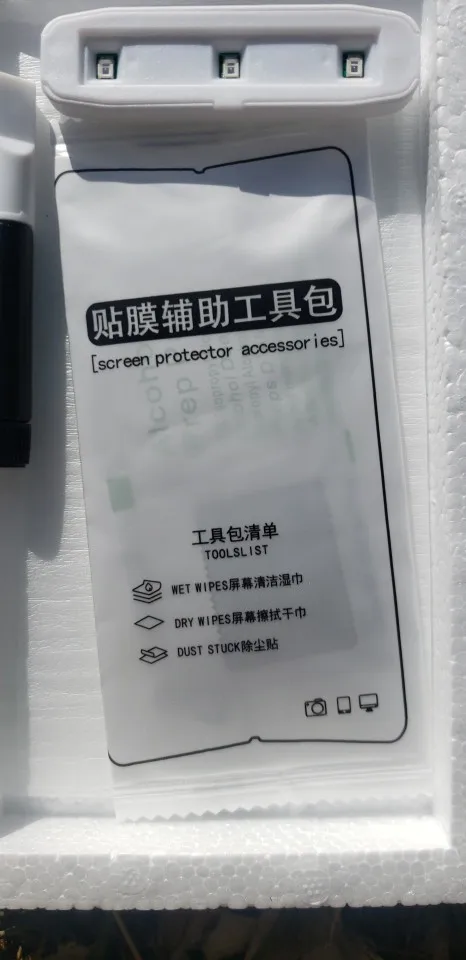 贴膜辅助工具包
[screen protector accessories]
工具包清单
TOOLSLIST
WET WIPES屏幕清洁湿巾
DRY WIPES屏幕擦拭干巾
DUST STUCK除尘贴